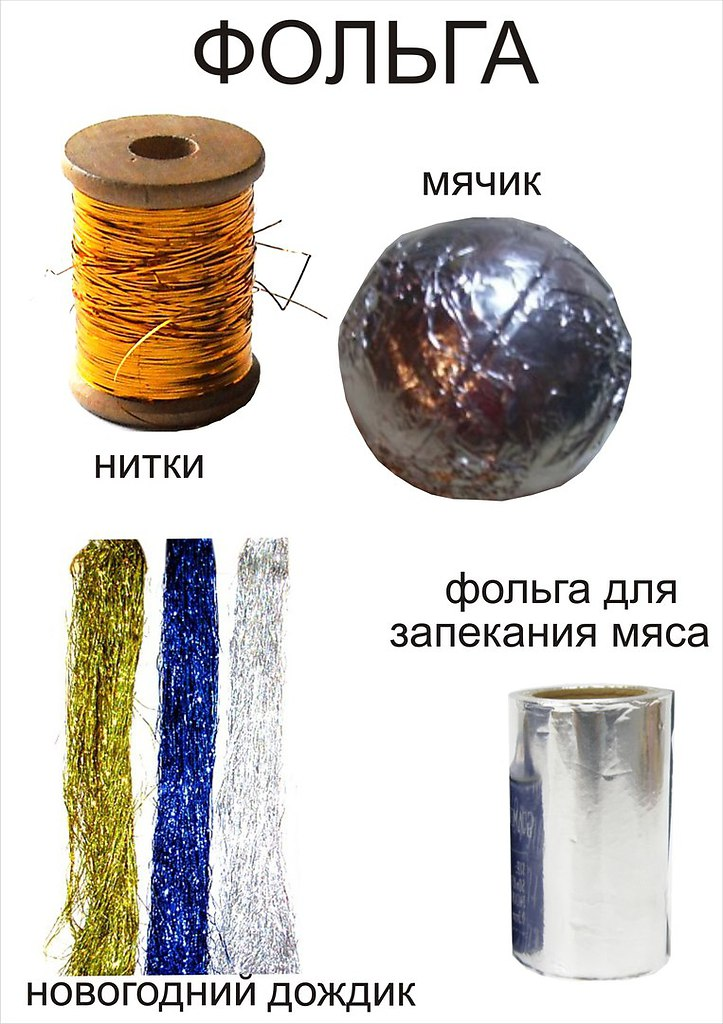 ФОЛЬГА
мячик
нитки
фольга для
запекания мяса
новогодний дождик